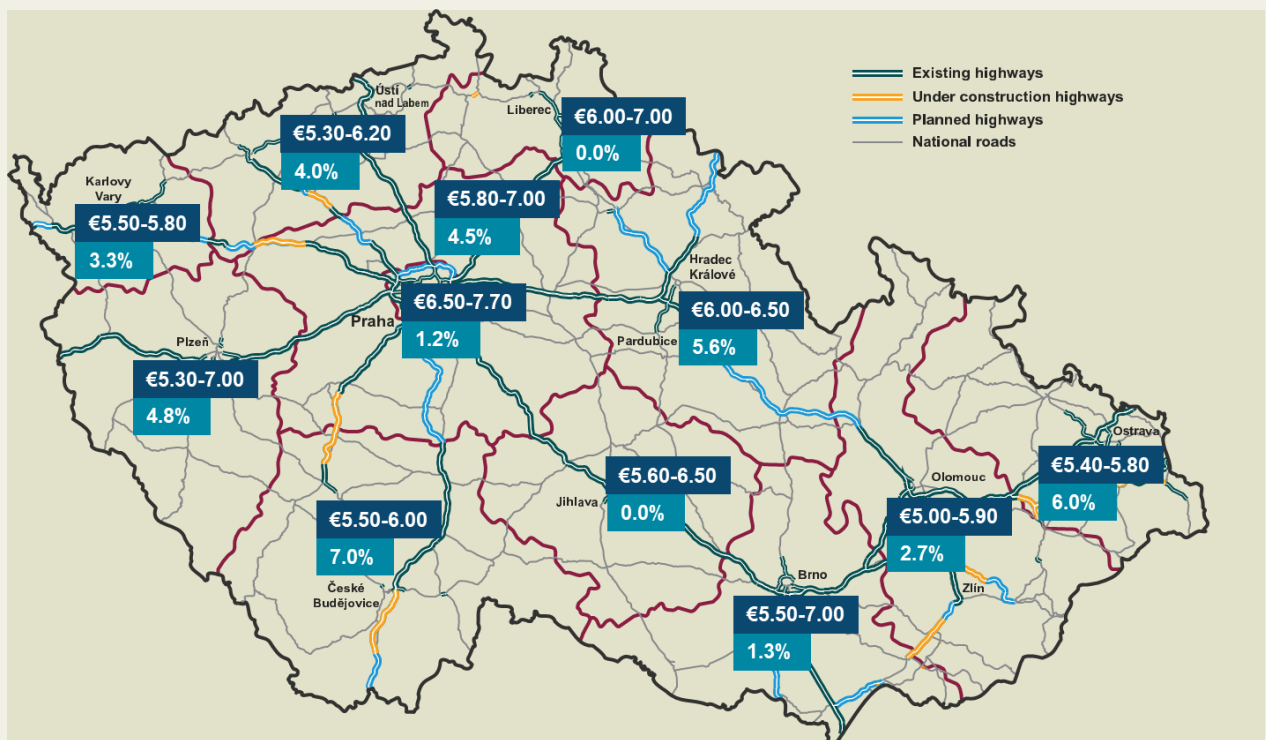 Existing highways
Under construction highways
Planned highways
National roads
Ústí
nad Labem
€5.30-6.20
4.0%
Liberec
€6.00-7.00
0.0%
Karlovy
Vary
€5.50-5.80
3.3%
€5.80-7.00
4.5%
Hradec
Králové
Praha
€6.50-7.70
1.2%
€6.00-6.50
5.6%
Pardubice
Plzeň
€5.30-7.00
4.8%
Jihlava
€5.60-6.50
0.0%
Olomouc
€5.00-5.90
2.7%
Ostrava
€5.40-5.80
6.0%
€5.50-6.00
7.0%
České
Budějovice
Brno
€5.50-7.00
1.3%
Zlín